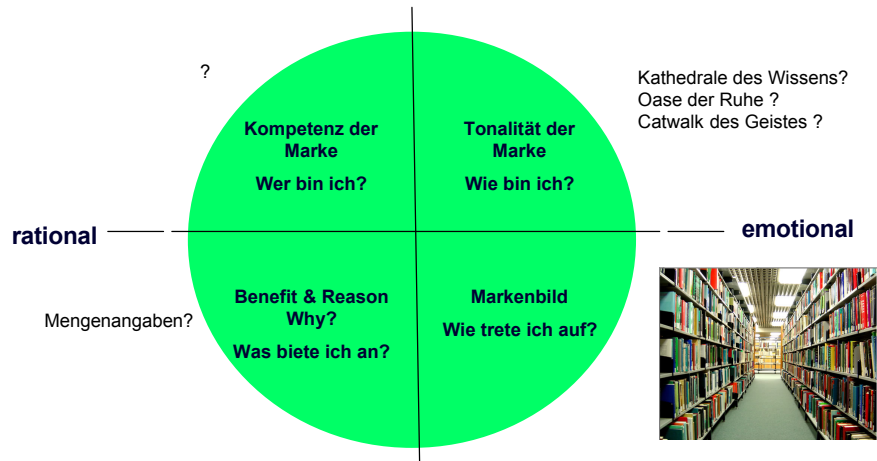 ?
Kathedrale des Wissens?
Oase der Ruhe ?
Catwalk des Geistes ?
Kompetenz der
Marke
Wer bin ich?
Tonalität der
Marke
Wie bin ich?
rational
emotional
Mengenangaben?
Benefit & Reason
Why?
Was biete ich an?
Markenbild
Wie trete ich auf?